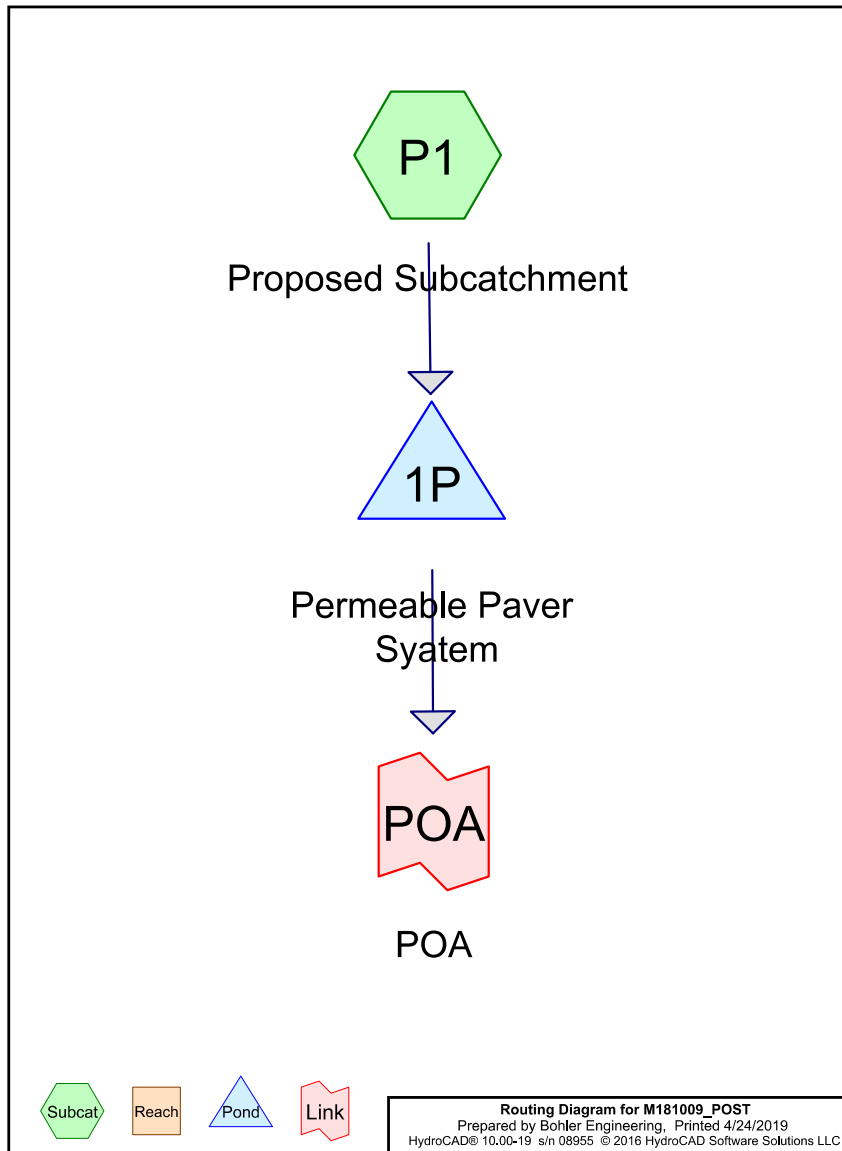 P1
Proposed Subcatchment
1P
Permeable Paver
Syatem
POA
POA
Subcat
Reach
Pond
Link
Routing Diagram for M181009_POST
Prepared by Bohler Engineering, Printed 4/24/2019
HydroCAD® 10.00-19 s/n 08955 © 2016 HydroCAD Software Solutions LLC